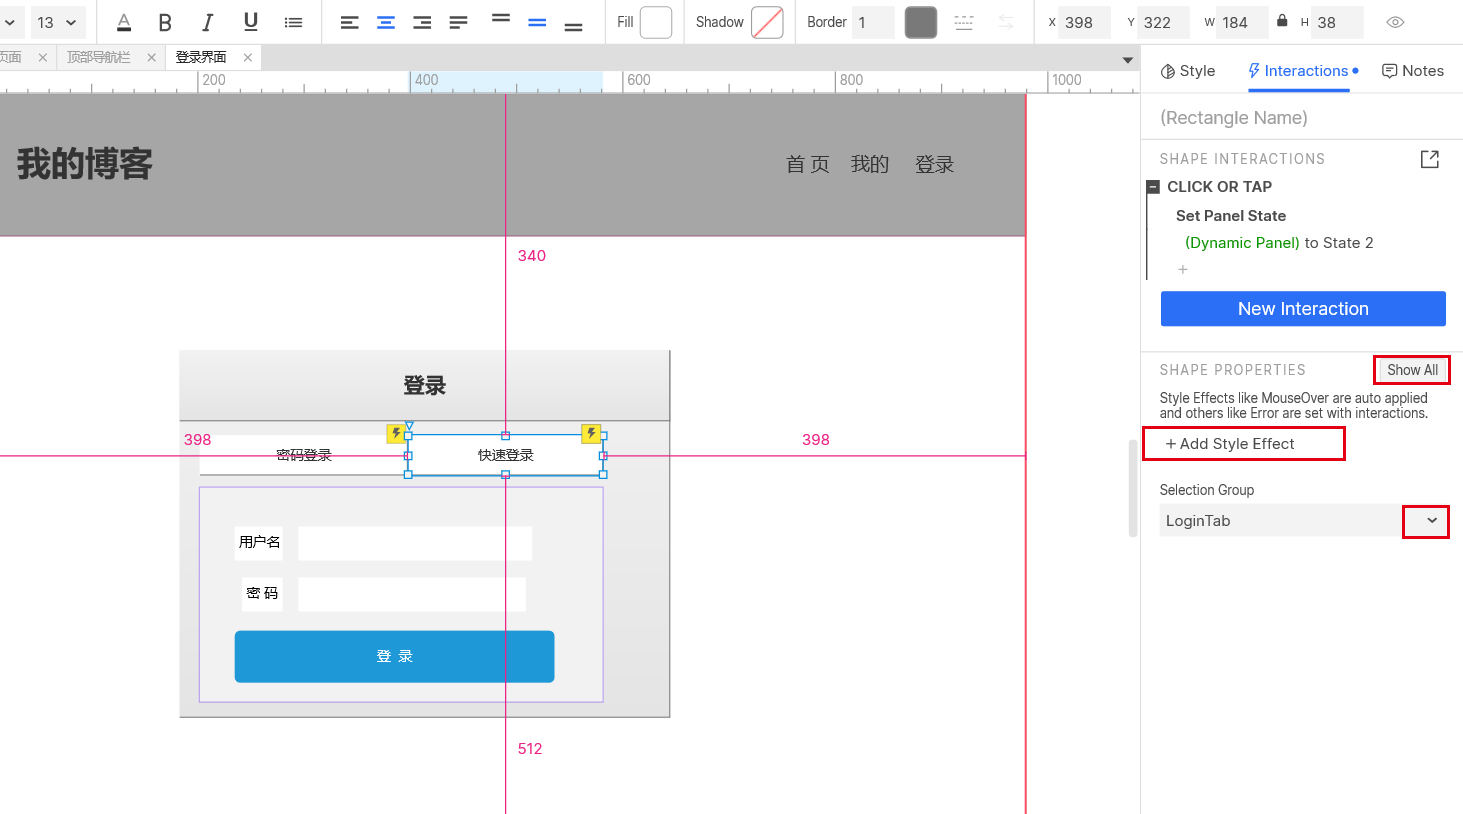 13
A B I U
Fill
Shadow
Border 1
X 398 Y 322 W 184 H 38
页面 顶部导航栏 登录界面
Style Interactions Notes
200 400 600 800 1000
(Rectangle Name)
我的博客
首 页 我的 登录
SHAPE INTERACTIONS
CLICK OR TAP
Set Panel State
(Dynamic Panel) to State 2
+
New Interaction
340
SHAPE PROPERTIES Show All
Style Effects like MouseOver are auto applied
and others like Error are set with interactions.
+ Add Style Effect
Selection Group
LoginTab
登录
398 398
密码登录 快速登录
用户名
密 码
登 录
512